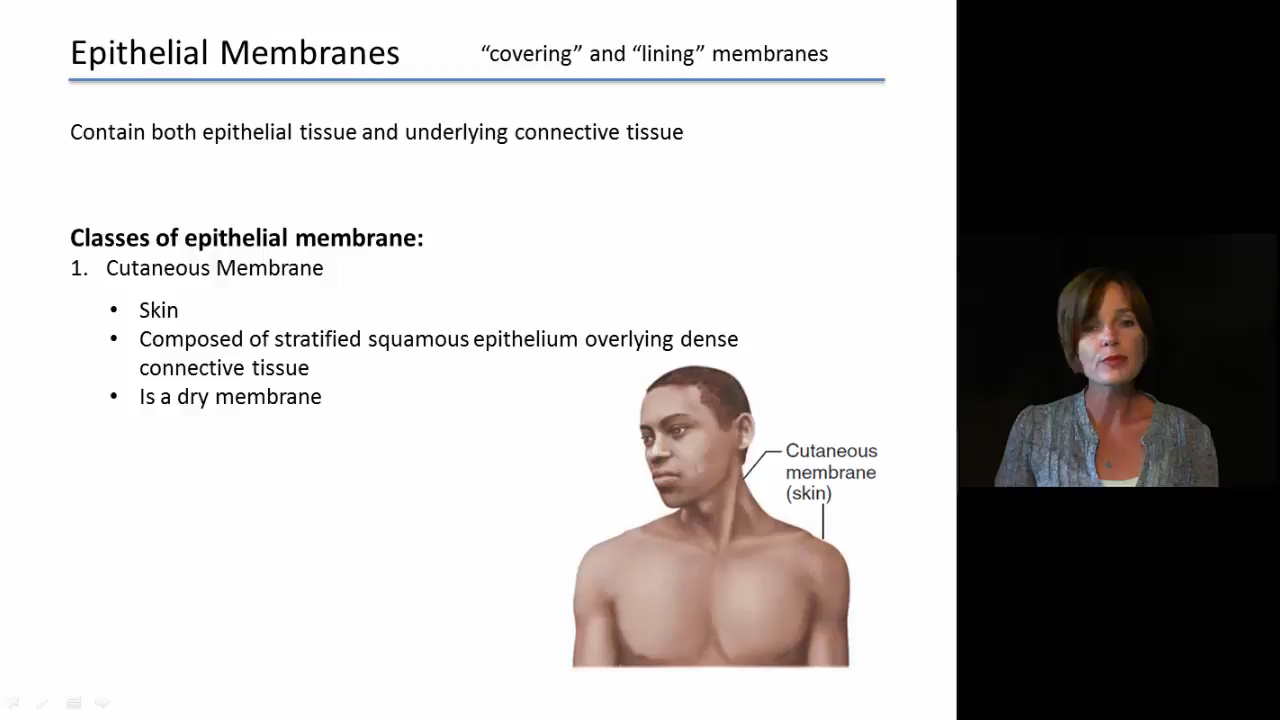 Epithelial Membranes
“covering” and “lining” membranes
Contain both epithelial tissue and underlying connective tissue
Classes of epithelial membrane:
1. Cutaneous Membrane
• Skin
• Composed of stratified squamous epithelium overlying dense
connective tissue
• Is a dry membrane
Cutaneous
membrane
(skin)